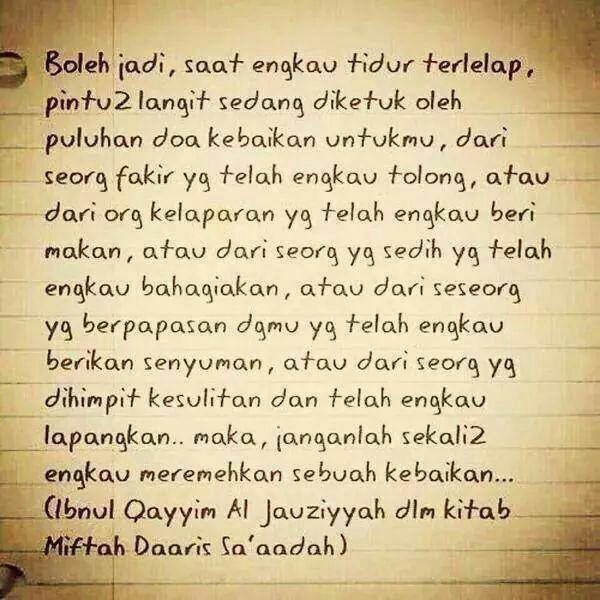 Boleh jadi, saat engkau tidur terlelap,
pintu2 langit sedang diketuk oleh
puluhan doa kebaikan untukmu, dari
seorg fakir yg telah engkau tolong, atau
dari org kelaparan yg telah engkau beri
makan, atau dari seorg yg sedih yg telah
engkau bahagiakan, atau dari seseorg
yg berpapasan dgmu yg telah engkau
berikan senyuman, atau dari seorg yg
dihimpit kesulitan dan telah engkau
lapangkan.. maka, janganlah sekali2
engkau meremehkan sebuah kebaikan...
(Ibnul Qayyim Al Jauziyyah dlm kitab
Miftah Daaris Sa'aadah)